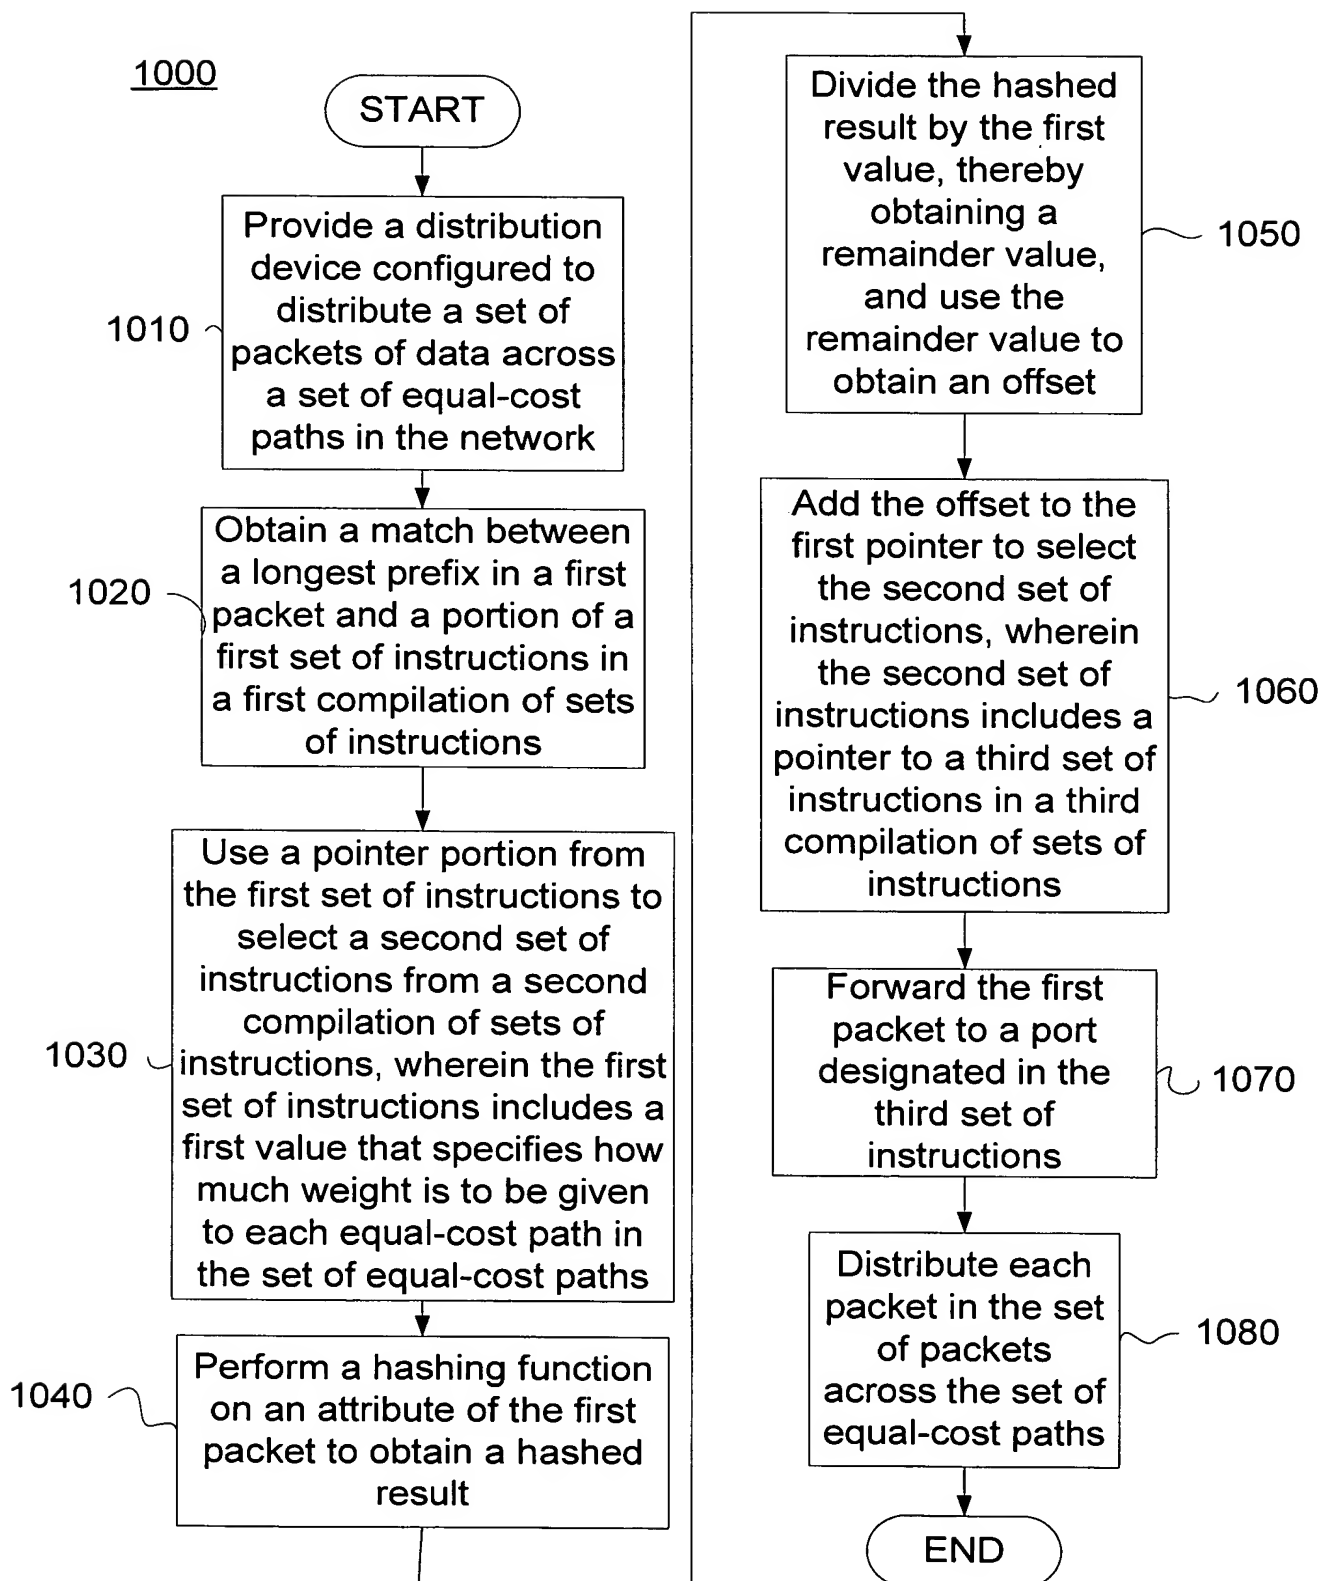 1000
START
Provide a distribution
device configured to
distribute a set of
packets of data across
a set of equal-cost
paths in the network
1010
Obtain a match between
a longest prefix in a first
packet and a portion of a
first set of instructions in
a first compilation of sets
of instructions
1020
Use a pointer portion from
the first set of instructions to
select a second set of
instructions from a second
compilation of sets of
instructions, wherein the first
set of instructions includes a
first value that specifies how
much weight is to be given
to each equal-cost path in
the set of equal-cost paths
1030
Perform a hashing function
on an attribute of the first
packet to obtain a hashed
result
1040
Divide the hashed
result by the first
value, thereby
obtaining a
remainder value,
and use the
remainder value to
obtain an offset
1050
Add the offset to the
first pointer to select
the second set of
instructions, wherein
the second set of
instructions includes a
pointer to a third set of
instructions in a third
compilation of sets of
instructions
1060
Forward the first
packet to a port
designated in the
third set of
instructions
1070
Distribute each
packet in the set
of packets
across the set of
equal-cost paths
1080
END